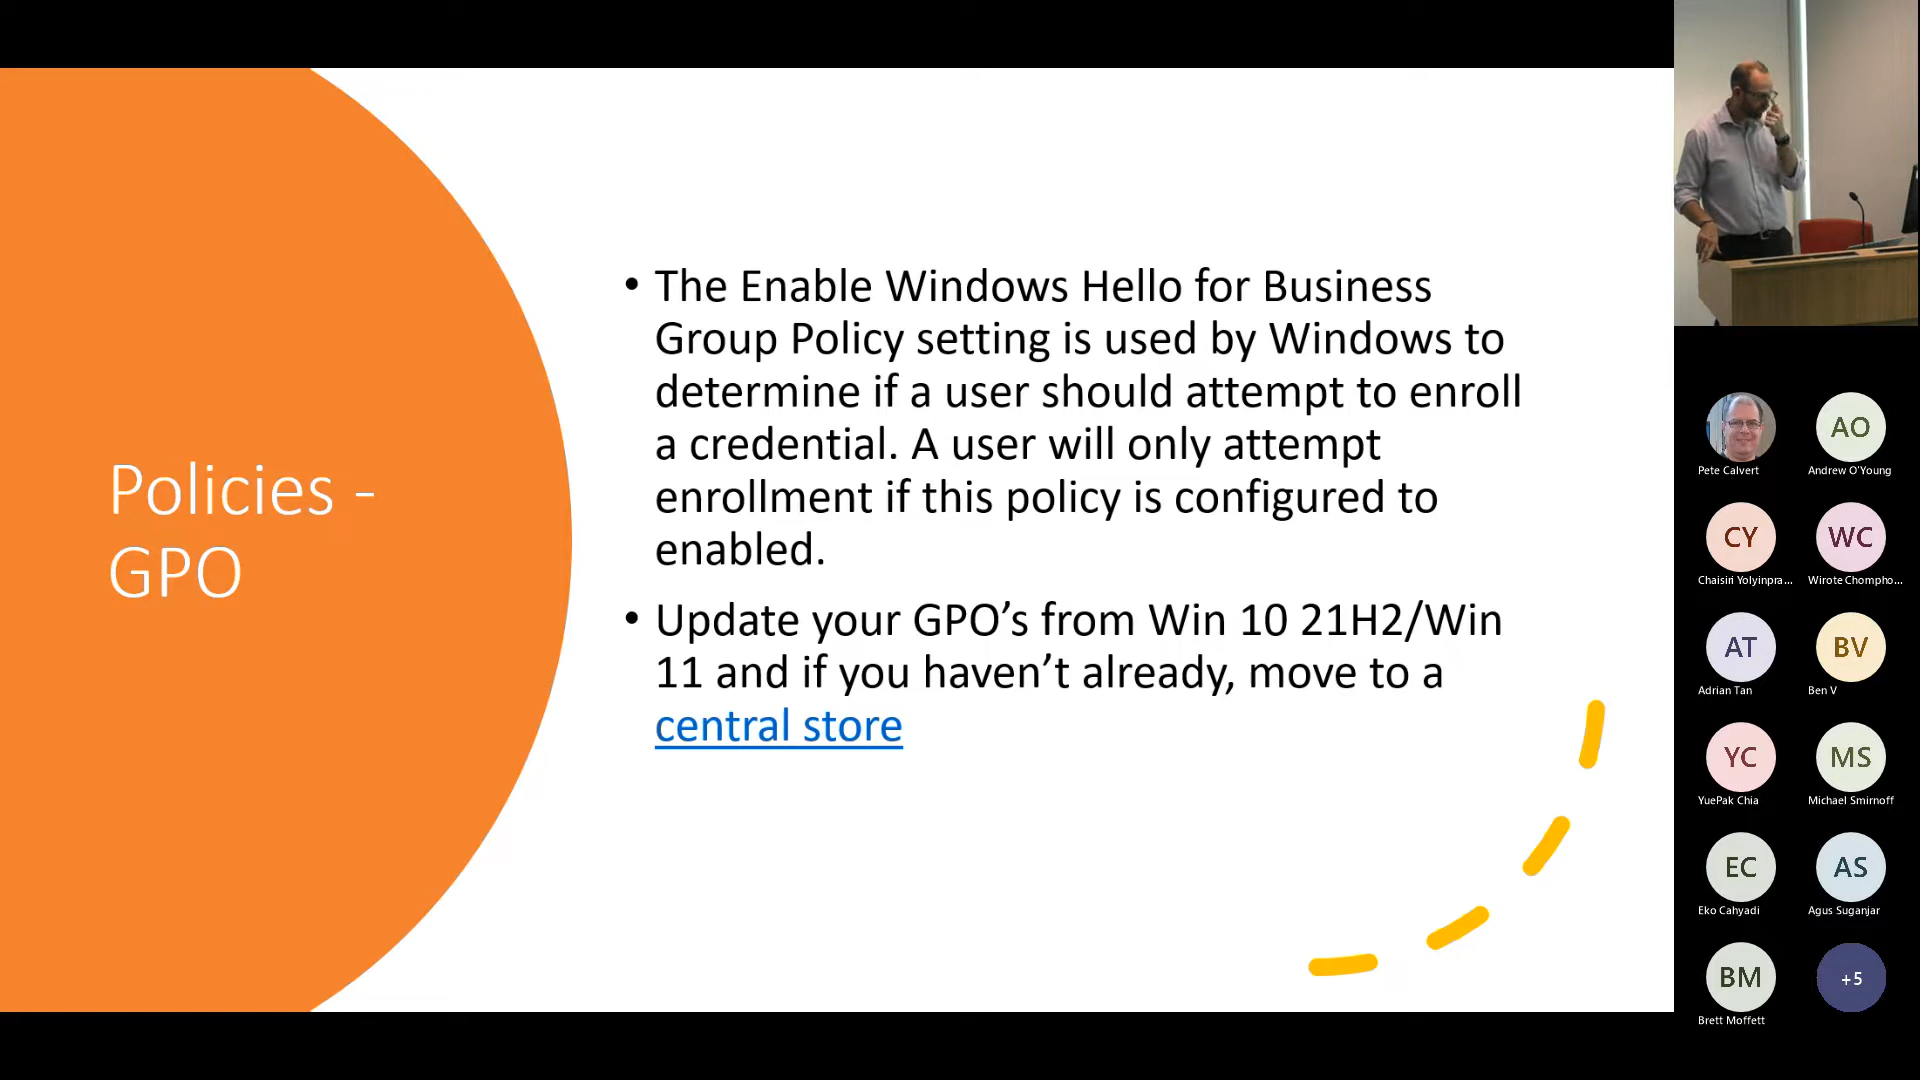 Policies -
GPO
• The Enable Windows Hello for Business
Group Policy setting is used by Windows to
determine if a user should attempt to enroll
a credential. A user will only attempt
enrollment if this policy is configured to
enabled.
• Update your GPO’s from Win 10 21H2/Win
11 and if you haven’t already, move to a
central store
Pete Calvert
AO
Andrew O'Young
CY
Chaisiri Yolyinpra...
WC
Wirote Chompho...
AT
Adrian Tan
BV
Ben V
YC
YuePak Chia
MS
Michael Smirnoff
EC
Eko Cahyadi
AS
Agus Suganjar
BM
Brett Moffett
+5